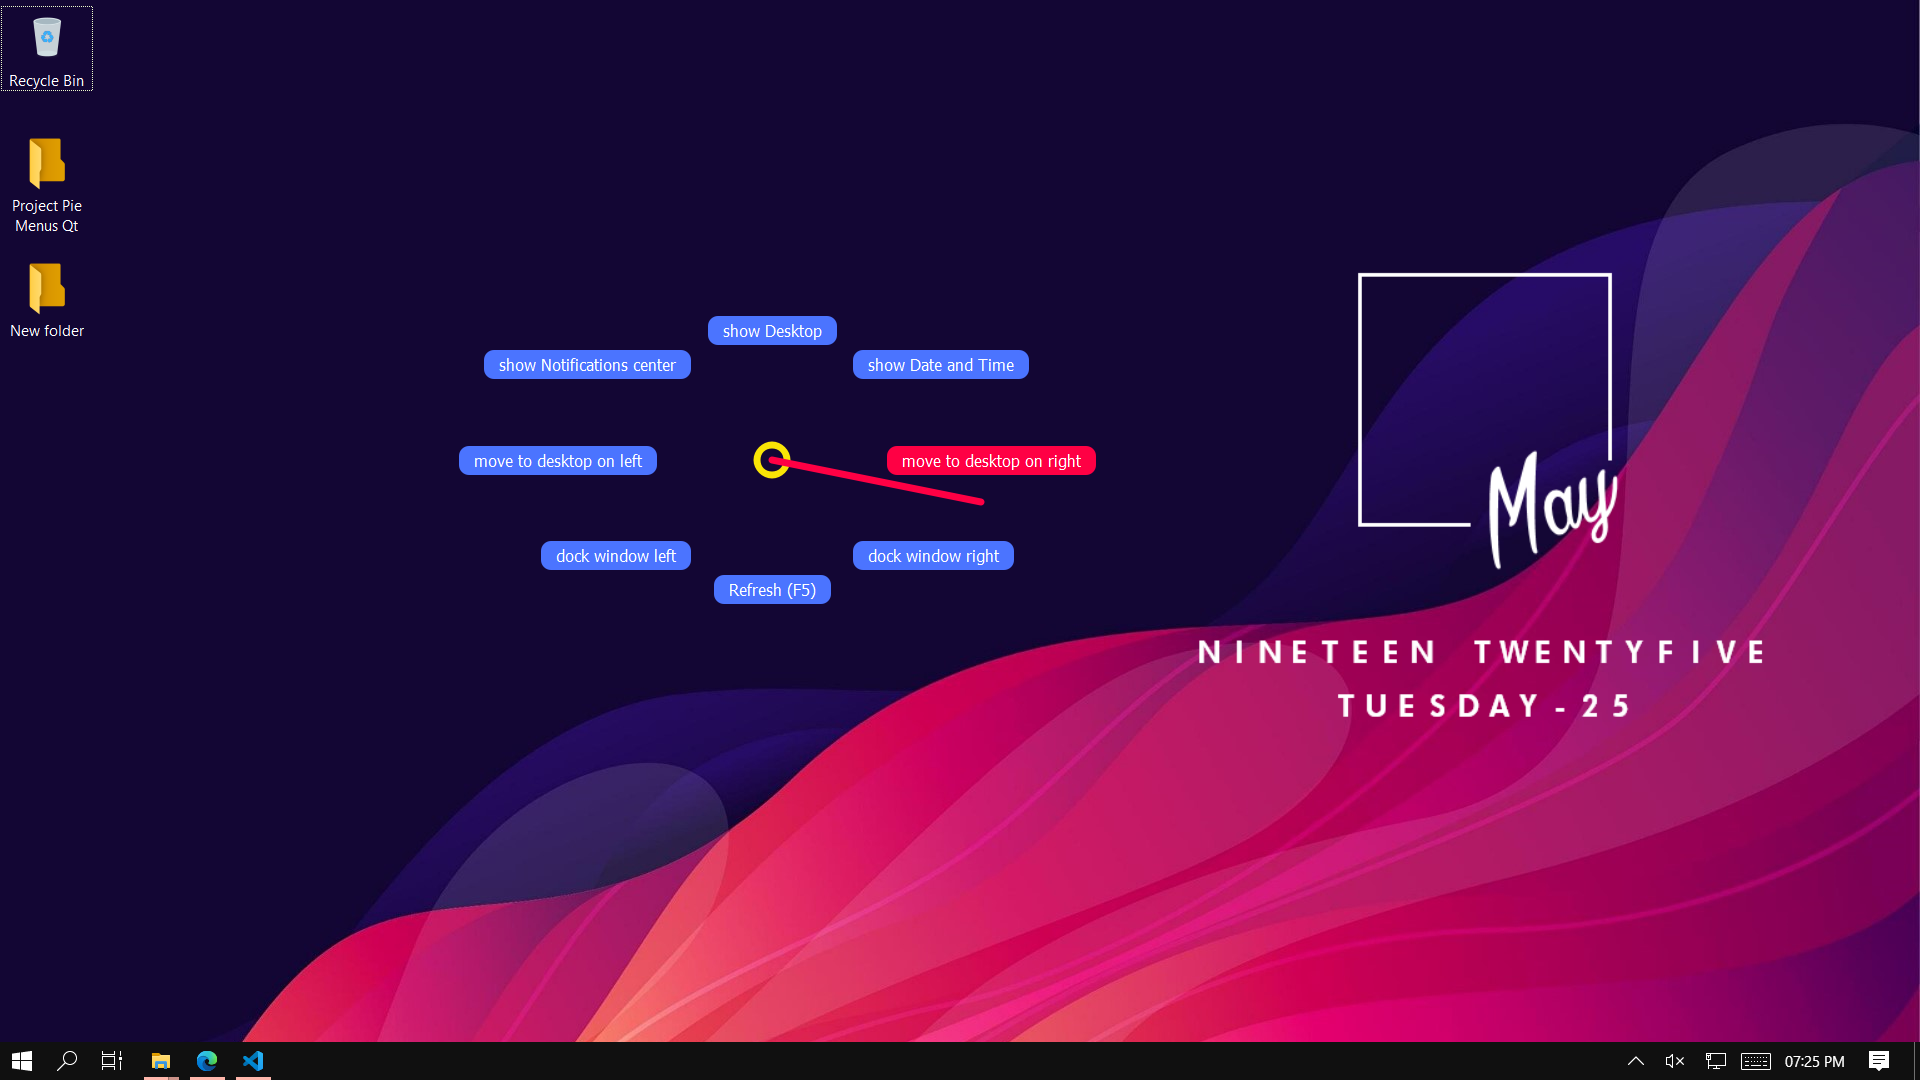 Recycle Bin
Project Pie
Menus Qt
New folder
show Desktop
show Notifications center
show Date and Time
move to desktop on left
move to desktop on right
dock window left
dock window right
Refresh (F5)
May
NINETEEN TWENTYFIVE
TUESDAY-25
07:25 PM